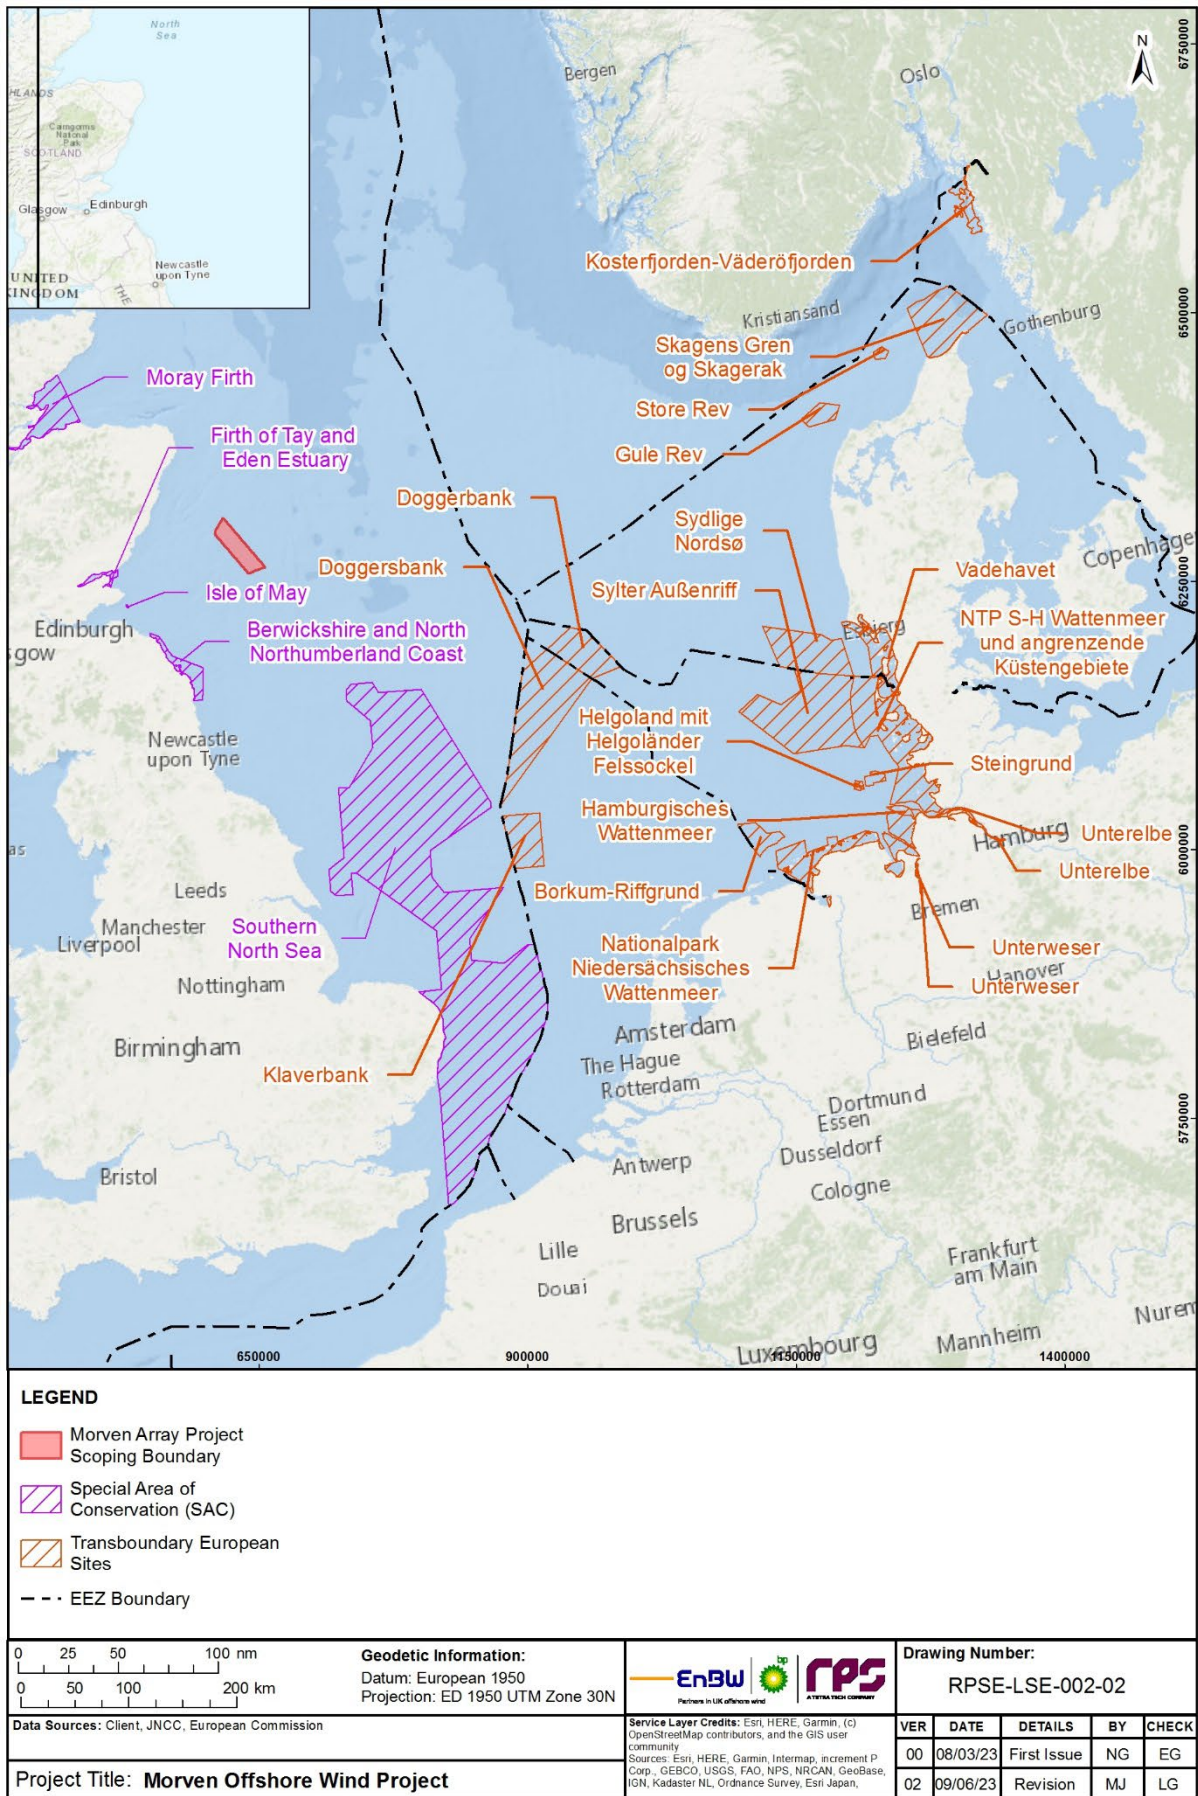 North
Sea
HLANDS
Cairngorms
National
Park
SCOTLAND
Glasgow
Edinburgh
UNITED
KINGDOM
Newcastle
upon Tyne
THE
Bergen
Oslo
N
6750000
Kosterfjorden-Väderöfjorden
Kristiansand
Gothenburg
6500000
Skagens Gren
og Skagerak
Store Rev
Gule Rev
Moray Firth
Firth of Tay and
Eden Estuary
Doggerbank
Sydlige
Nordsø
Copenhage
Doggersbank
Sylter Außenriff
Vadehavet
6250000
Isle of May
Edinburgh
sgow
Berwickshire and North
Northumberland Coast
Esbjerg
NTP S-H Wattenmeer
und angrenzende
Küstengebiete
Newcastle
upon Tyne
Helgoland mit
Helgoländer
Felssockel
Steingrund
Hamburgisches
Wattenmeer
Hamburg
Unterelbe
Unterelbe
6000000
as
Leeds
Manchester
Liverpool
Southern
North Sea
Borkum-Riffgrund
Bremen
Nottingham
Nationalpark
Niedersächsisches
Wattenmeer
Unterweser
Hanover
Unterweser
Birmingham
Amsterdam
The Hague
Rotterdam
Bielefeld
Klaverbank
Dortmund
Essen
Dusseldorf
5750000
Bristol
Antwerp
Cologne
Brussels
Lille
Douai
Frankfurt
am Main
Nurem
Luxembourg
Mannheim
650000
900000
1150000
1400000
LEGEND
Morven Array Project
Scoping Boundary
Special Area of
Conservation (SAC)
Transboundary European
Sites
EEZ Boundary
0 25 50 100 nm
0 50 100 200 km
Geodetic Information:
Datum: European 1950
Projection: ED 1950 UTM Zone 30N
EnBW
bp
Partners in UK offshore wind
RPS
A TETRA TECH COMPANY
Drawing Number:
RPSE-LSE-002-02
Data Sources: Client, JNCC, European Commission
Service Layer Credits: Esri, HERE, Garmin, (c)
OpenStreetMap contributors, and the GIS user
community
Sources: Esri, HERE, Garmin, Intermap, increment P
Corp., GEBCO, USGS, FAO, NPS, NRCAN, GeoBase,
IGN, Kadaster NL, Ordnance Survey, Esri Japan,
VER DATE DETAILS BY CHECK
00 08/03/23 First Issue NG EG
02 09/06/23 Revision MJ LG
Project Title: Morven Offshore Wind Project